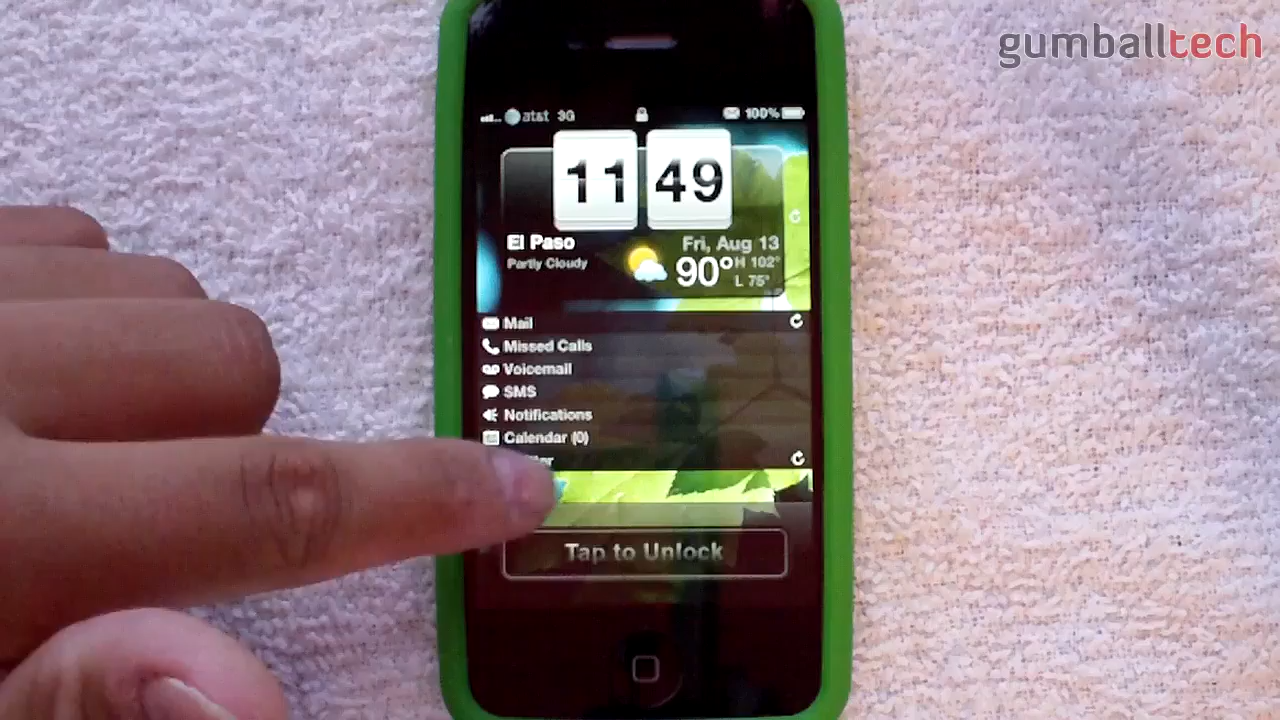 gumballtech
at&t 3G 100%
11 49
El Paso Fri, Aug 13
Partly Cloudy 90° H 102°
L 75°
Mail
Missed Calls
Voicemail
SMS
Notifications
Calendar (0)
Tap to Unlock